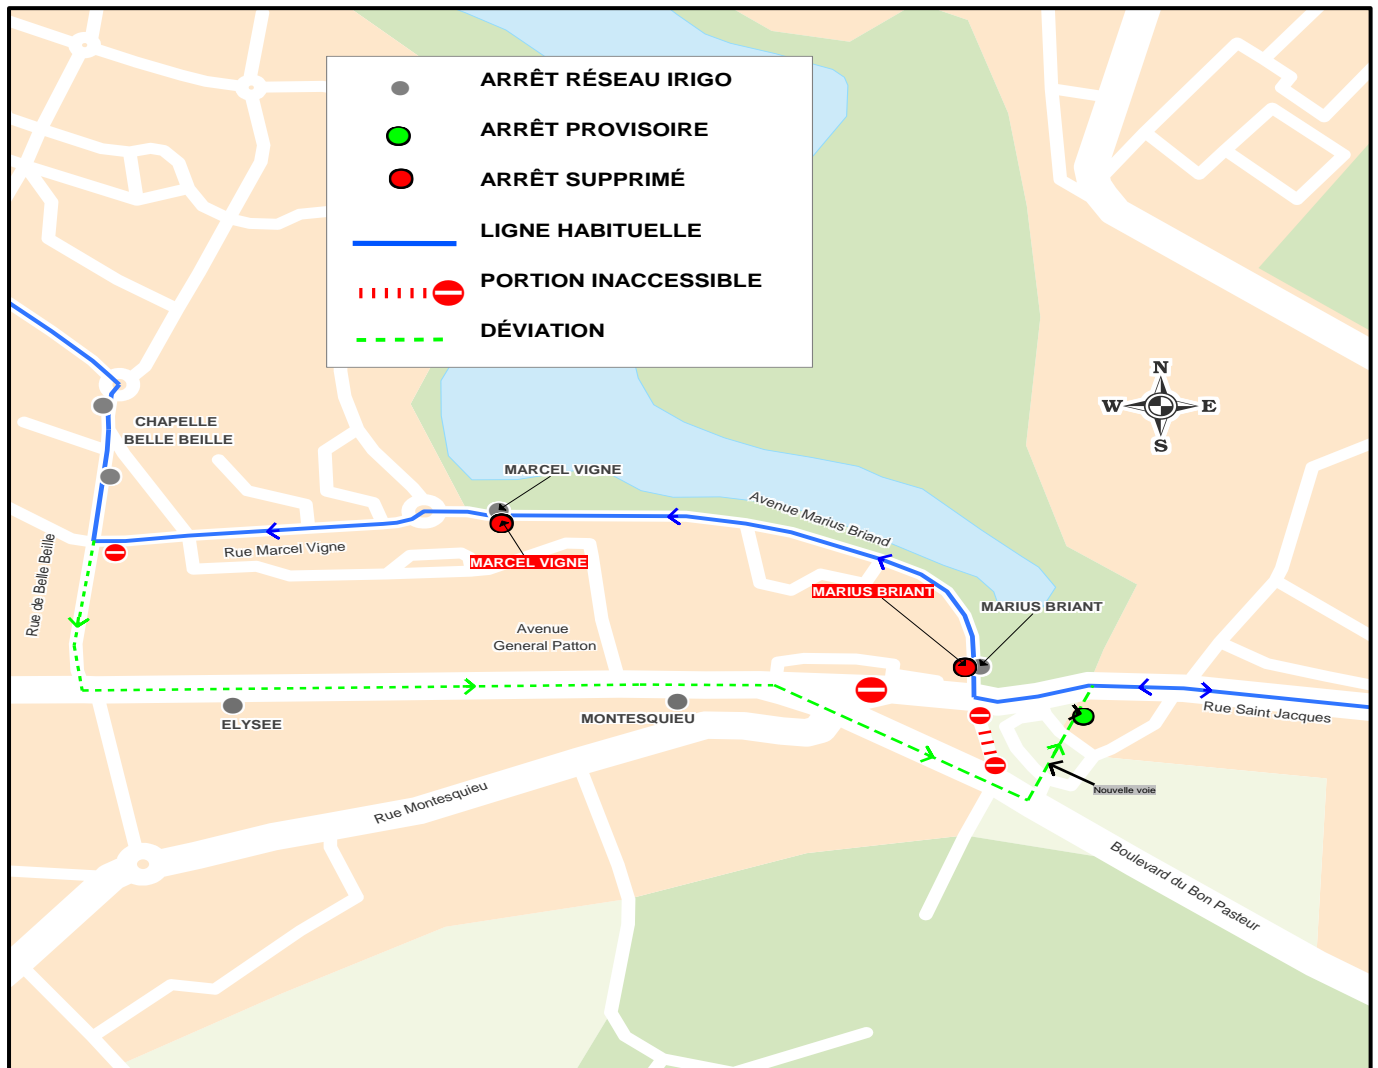 ARRÊT RÉSEAU IRIGO
ARRÊT PROVISOIRE
ARRÊT SUPPRIMÉ
LIGNE HABITUELLE
PORTION INACCESSIBLE
DÉVIATION
N
W
E
S
CHAPELLE
BELLE BEILLE
MARCEL VIGNE
Avenue Marius Briand
Rue Marcel Vigne
MARCEL VIGNE
Rue de Belle Beille
MARIUS BRIANT
MARIUS BRIANT
Avenue
General Patton
ELYSEE
MONTESQUIEU
Rue Saint Jacques
Rue Montesquieu
Nouvelle voie
Boulevard du Bon Pasteur